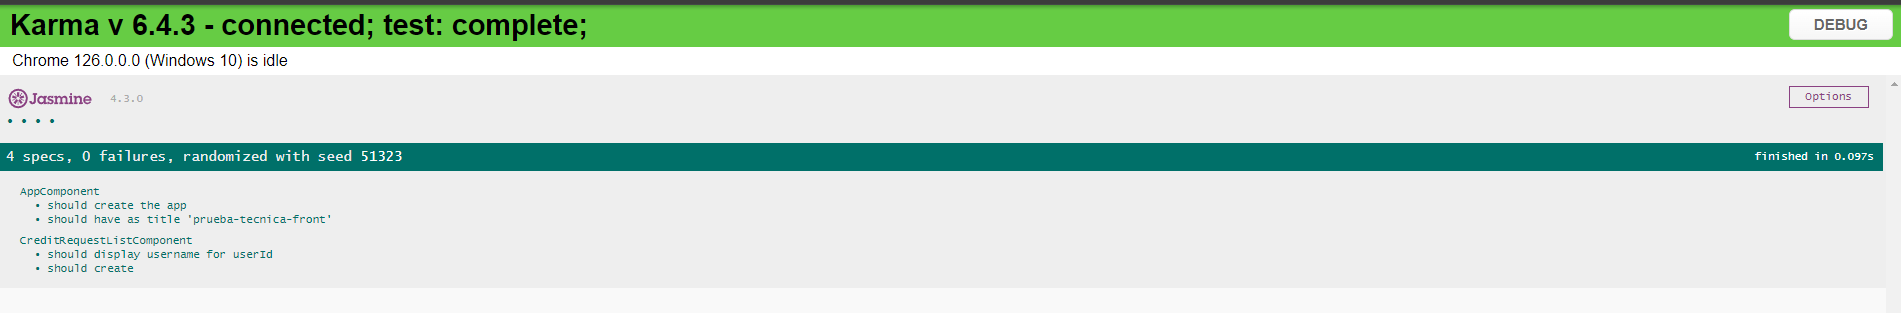 Karma v 6.4.3 - connected; test: complete;
DEBUG
Chrome 126.0.0.0 (Windows 10) is idle
Jasmine 4.3.0
Options
• • • •
4 specs, 0 failures, randomized with seed 51323
finished in 0.097s
AppComponent
• should create the app
• should have as title 'prueba-tecnica-front'
CreditRequestListComponent
• should display username for userId
• should create